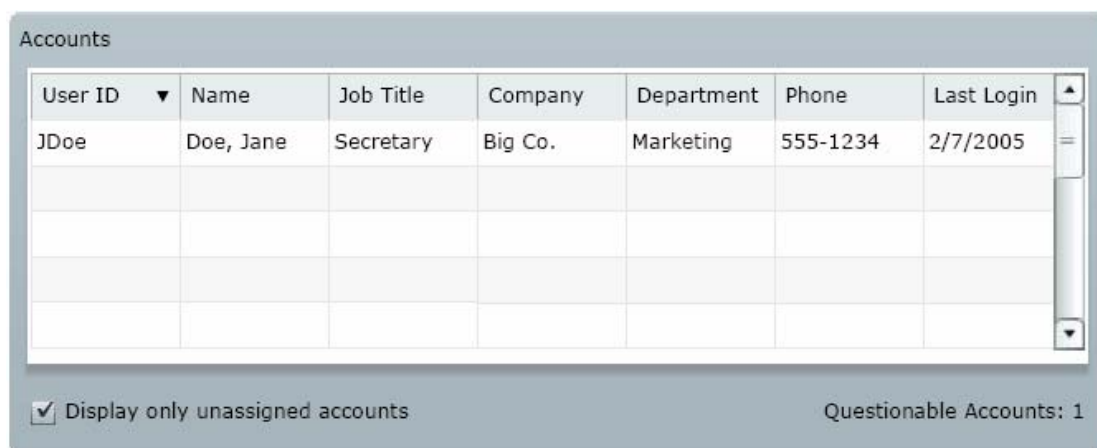 Accounts
User ID ▼ Name Job Title Company Department Phone Last Login
JDoe Doe, Jane Secretary Big Co. Marketing 555-1234 2/7/2005
Display only unassigned accounts Questionable Accounts: 1